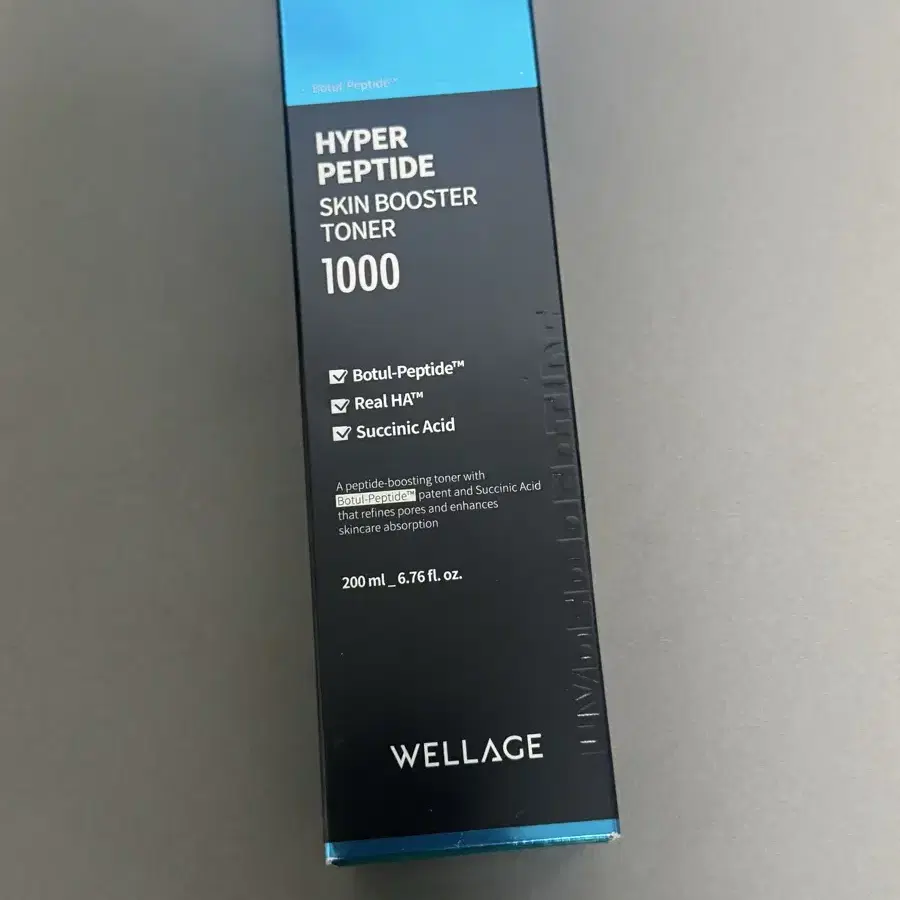 Botul-Peptide™
HYPER
PEPTIDE
SKIN BOOSTER
TONER
1000
Botul-Peptide™
Real HA™
Succinic Acid
A peptide-boosting toner with
Botul-Peptide™ patent and Succinic Acid
that refines pores and enhances
skincare absorption
200 ml _ 6.76 fl. oz.
WELLAGE